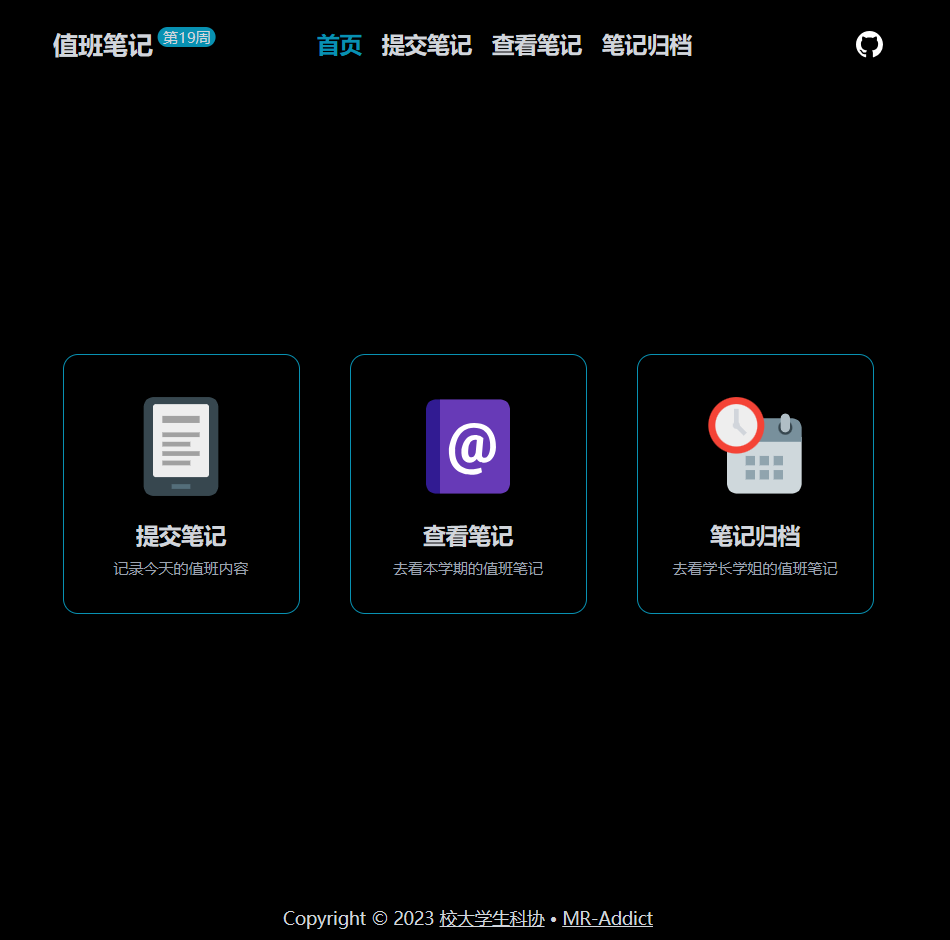 值班笔记 第19周 首页 提交笔记 查看笔记 笔记归档
@
提交笔记 查看笔记 笔记归档
记录今天的值班内容 去看本学期的值班笔记 去看学长学姐的值班笔记
Copyright © 2023 校大学生科协 • MR-Addict